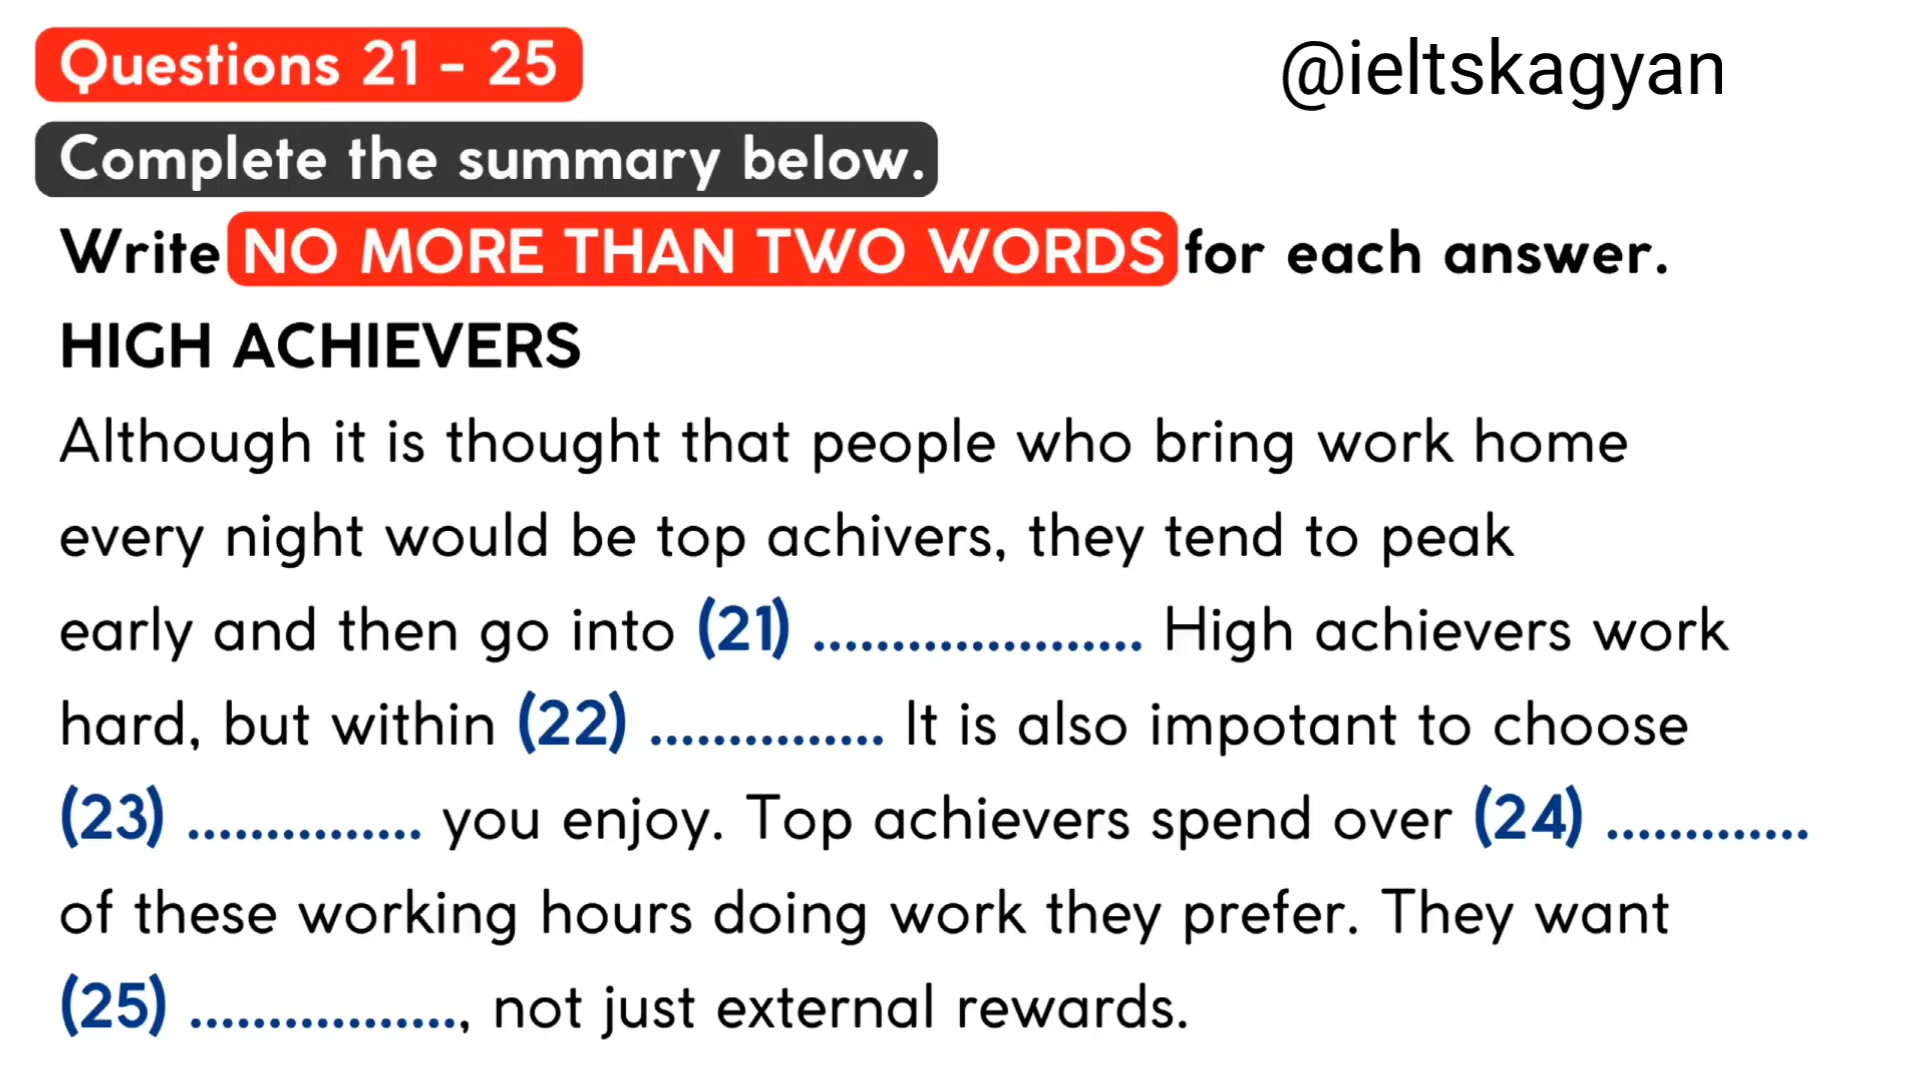 Questions 21 - 25
@ieltskagyan
Complete the summary below.
Write NO MORE THAN TWO WORDS for each answer.
HIGH ACHIEVERS
Although it is thought that people who bring work home
every night would be top achivers, they tend to peak
early and then go into (21) ..................... High achievers work
hard, but within (22) ............... It is also impotant to choose
(23) ............... you enjoy. Top achievers spend over (24) .............
of these working hours doing work they prefer. They want
(25) ................., not just external rewards.